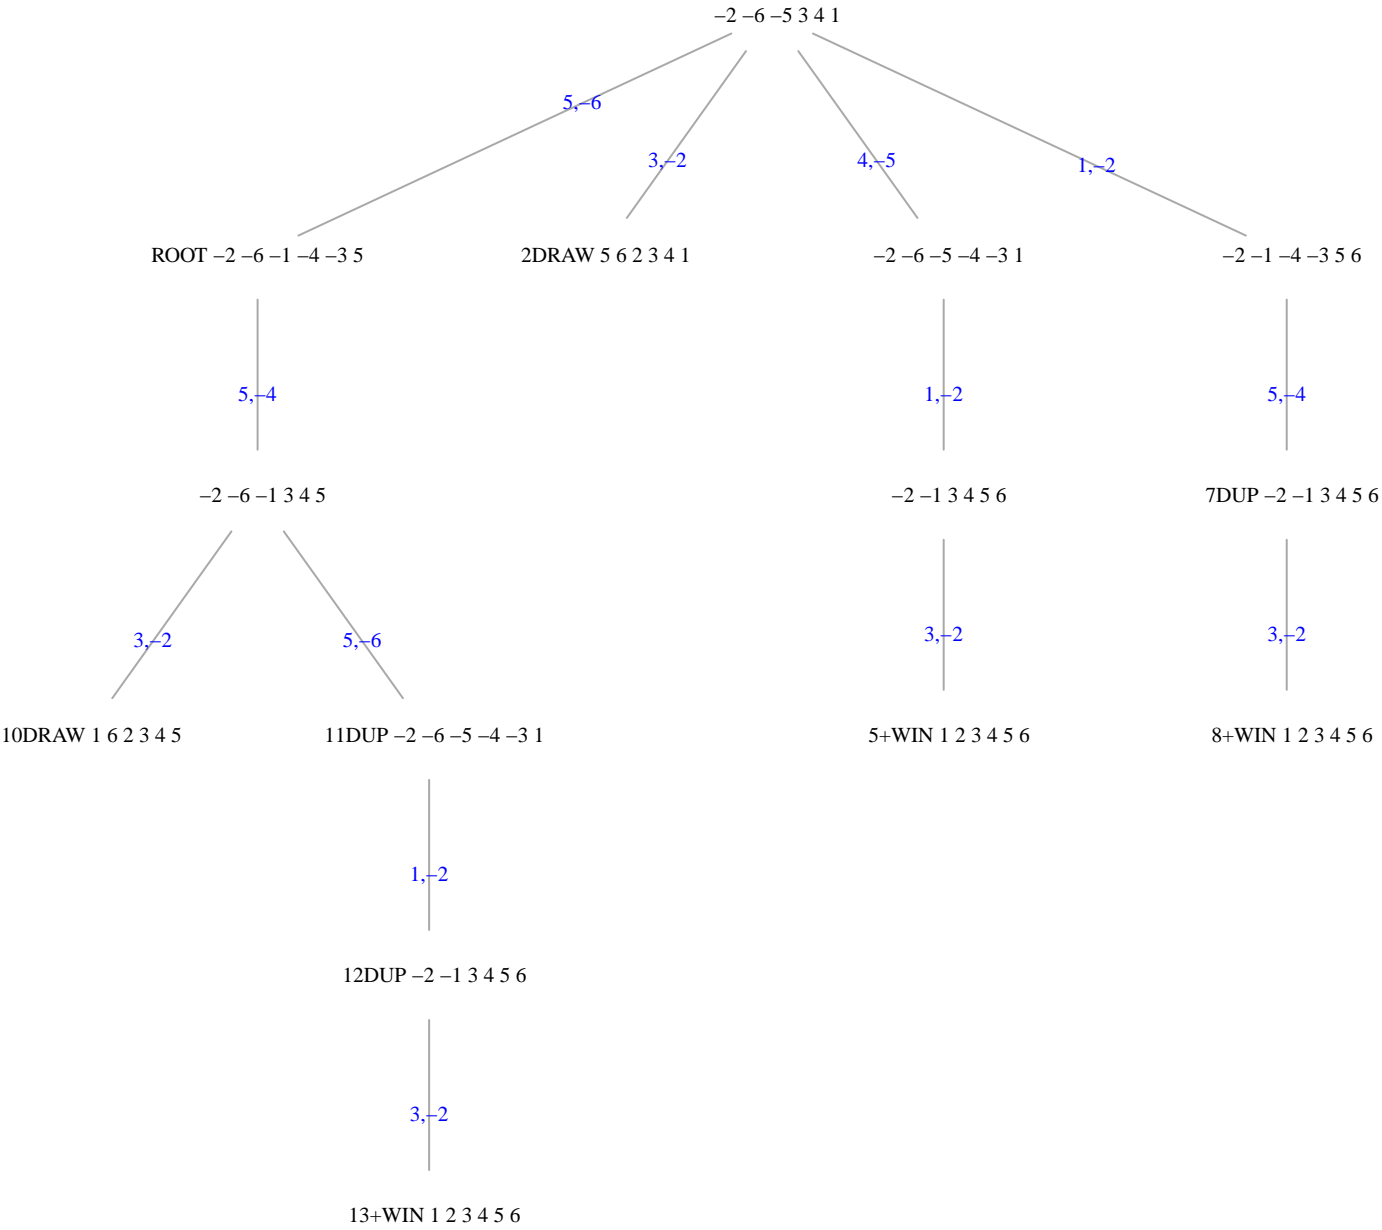 –2 –6 –5 3 4 1
5,–6
3,–2
4,–5
1,–2
ROOT –2 –6 –1 –4 –3 5
2DRAW 5 6 2 3 4 1
–2 –6 –5 –4 –3 1
–2 –1 –4 –3 5 6
5,–4
1,–2
5,–4
–2 –6 –1 3 4 5
–2 –1 3 4 5 6
7DUP –2 –1 3 4 5 6
3,–2
5,–6
3,–2
3,–2
10DRAW 1 6 2 3 4 5
11DUP –2 –6 –5 –4 –3 1
5+WIN 1 2 3 4 5 6
8+WIN 1 2 3 4 5 6
1,–2
12DUP –2 –1 3 4 5 6
3,–2
13+WIN 1 2 3 4 5 6